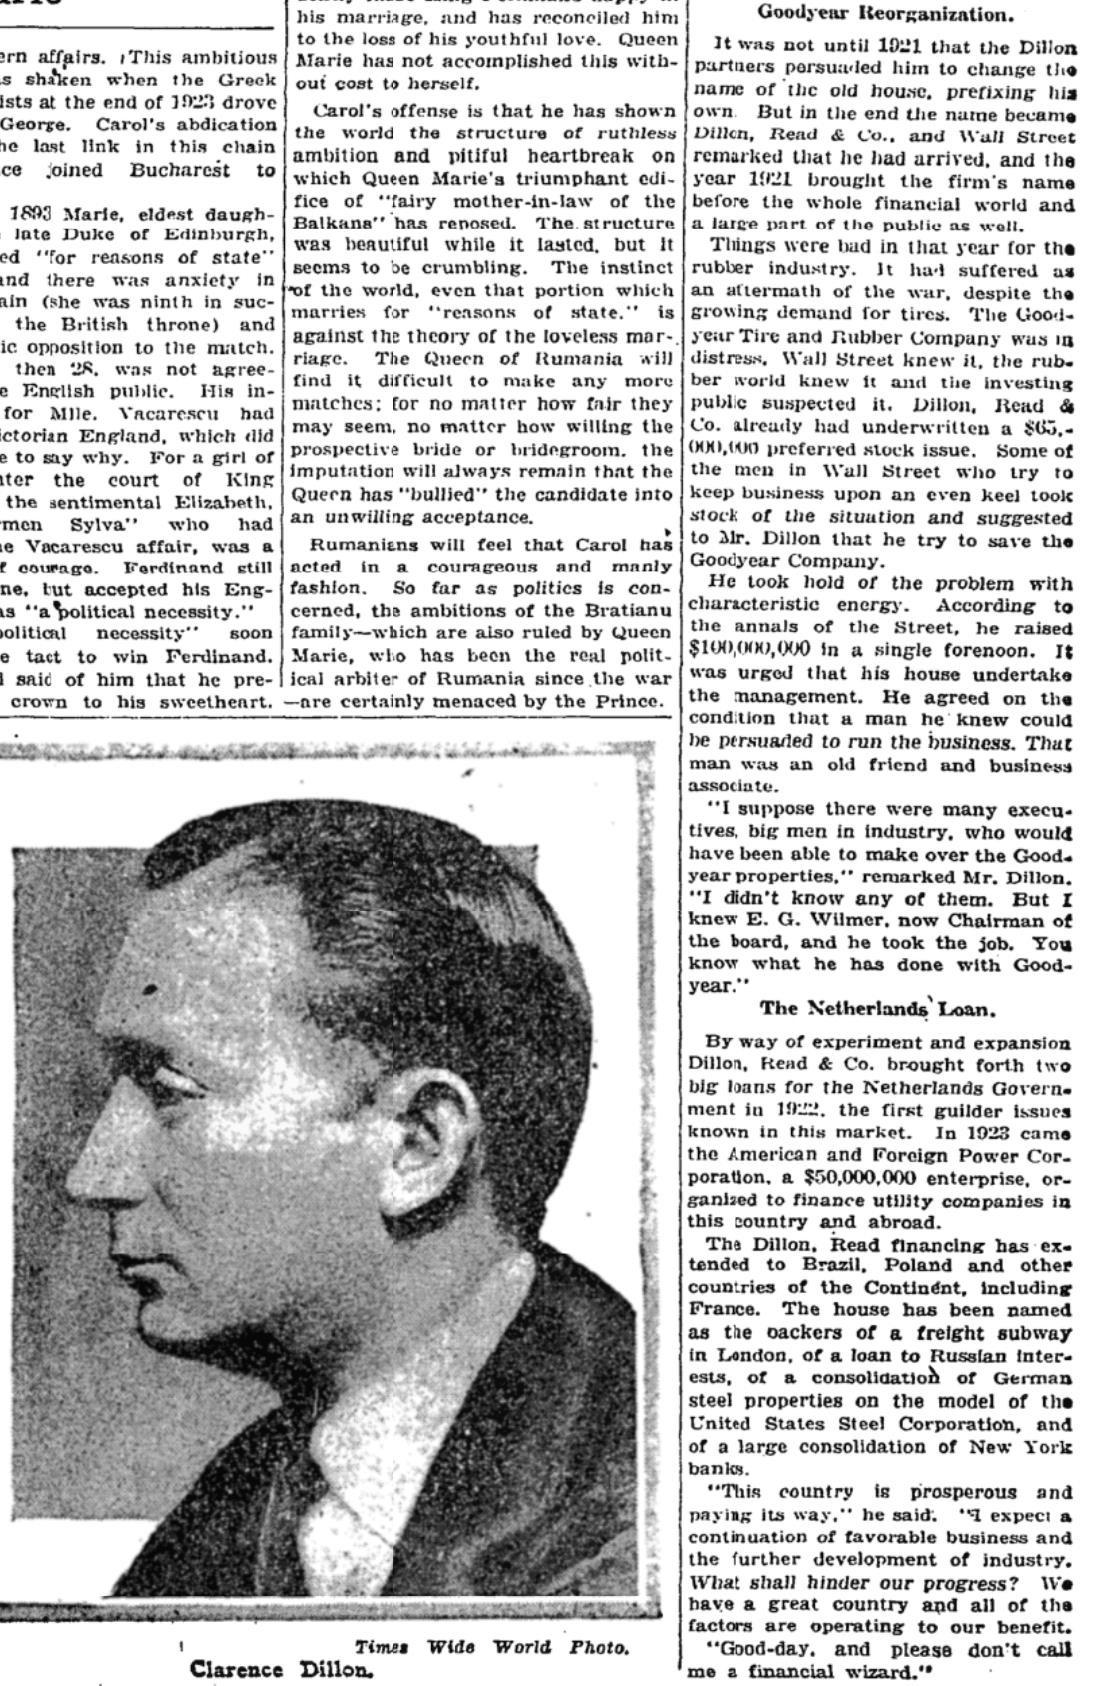 ern affairs. This ambitious
s shaken when the Greek
ists at the end of 1923 drove
George. Carol's abdication
he last link in this chain
ce joined Bucharest to
1893 Marie, eldest daugh-
late Duke of Edinburgh,
ed "for reasons of state"
and there was anxiety in
ain (she was ninth in suc-
the British throne) and
ic opposition to the match.
then 28, was not agree-
e English public. His in-
for Mlle. Vacarescu had
ictorian England, which did
e to say why. For a girl of
nter the court of King
the sentimental Elizabeth,
rmen Sylva" who had
he Vacarescu affair, was a
f courage. Ferdinand still
ne, but accepted his Eng-
as "a political necessity."
political necessity" soon
e tact to win Ferdinand.
l said of him that he pre-
crown to his sweetheart.
his marriage, and has reconciled him
to the loss of his youthful love. Queen
Marie has not accomplished this with-
out cost to herself.
Carol's offense is that he has shown
the world the structure of ruthless
ambition and pitiful heartbreak on
which Queen Marie's triumphant edi-
fice of "fairy mother-in-law of the
Balkans" has reposed. The structure
was beautiful while it lasted, but it
seems to be crumbling. The instinct
of the world, even that portion which
marries for "reasons of state," is
against the theory of the loveless mar-
riage. The Queen of Rumania will
find it difficult to make any more
matches; for no matter how fair they
may seem, no matter how willing the
prospective bride or bridegroom, the
imputation will always remain that the
Queen has "bullied" the candidate into
an unwilling acceptance.
Rumanians will feel that Carol has
acted in a courageous and manly
fashion. So far as politics is con-
cerned, the ambitions of the Bratianu
family—which are also ruled by Queen
Marie, who has been the real polit-
ical arbiter of Rumania since the war
—are certainly menaced by the Prince.
Times Wide World Photo.
Clarence Dillon.
Goodyear Reorganization.
It was not until 1921 that the Dillon
partners persuaded him to change the
name of the old house, prefixing his
own. But in the end the name became
Dillon, Read & Co., and Wall Street
remarked that he had arrived, and the
year 1921 brought the firm's name
before the whole financial world and
a large part of the public as well.
Things were bad in that year for the
rubber industry. It had suffered as
an aftermath of the war, despite the
growing demand for tires. The Good-
year Tire and Rubber Company was in
distress. Wall Street knew it, the rub-
ber world knew it and the investing
public suspected it. Dillon, Read &
Co. already had underwritten a $65,-
000,000 preferred stock issue. Some of
the men in Wall Street who try to
keep business upon an even keel took
stock of the situation and suggested
to Mr. Dillon that he try to save the
Goodyear Company.
He took hold of the problem with
characteristic energy. According to
the annals of the Street, he raised
$100,000,000 in a single forenoon. It
was urged that his house undertake
the management. He agreed on the
condition that a man he knew could
be persuaded to run the business. That
man was an old friend and business
associate.
"I suppose there were many execu-
tives, big men in industry, who would
have been able to make over the Good-
year properties," remarked Mr. Dillon.
"I didn't know any of them. But I
knew E. G. Wilmer, now Chairman of
the board, and he took the job. You
know what he has done with Good-
year."
The Netherlands Loan.
By way of experiment and expansion
Dillon, Read & Co. brought forth two
big loans for the Netherlands Govern-
ment in 1922, the first guilder issues
known in this market. In 1923 came
the American and Foreign Power Cor-
poration, a $50,000,000 enterprise, or-
ganized to finance utility companies in
this country and abroad.
The Dillon, Read financing has ex-
tended to Brazil, Poland and other
countries of the Continent, including
France. The house has been named
as the backers of a freight subway
in London, of a loan to Russian inter-
ests, of a consolidation of German
steel properties on the model of the
United States Steel Corporation, and
of a large consolidation of New York
banks.
"This country is prosperous and
paying its way," he said. "I expect a
continuation of favorable business and
the further development of industry.
What shall hinder our progress? We
have a great country and all of the
factors are operating to our benefit.
"Good-day, and please don't call
me a financial wizard."